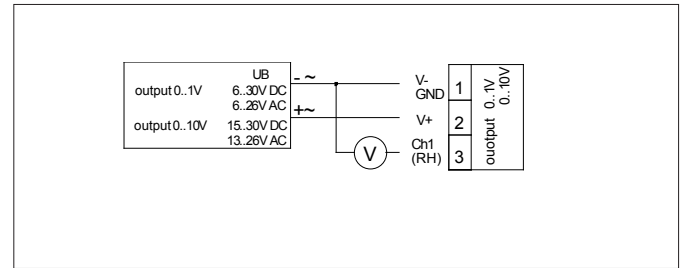 UB
- ~
output 0..1V 6..30V DC
6..26V AC
+~
output 0..10V 15..30V DC
13..26V AC
V
V-
GND
V+
Ch1
(RH)
1
2
3
ouotput 0..1V
0..10V